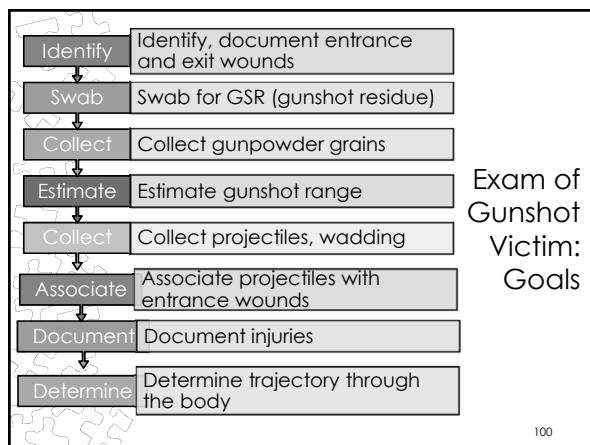 Identify
Identify, document entrance
and exit wounds
Swab
Swab for GSR (gunshot residue)
Collect
Collect gunpowder grains
Estimate
Estimate gunshot range
Collect
Collect projectiles, wadding
Associate
Associate projectiles with
entrance wounds
Document
Document injuries
Determine
Determine trajectory through
the body
Exam of
Gunshot
Victim:
Goals
100